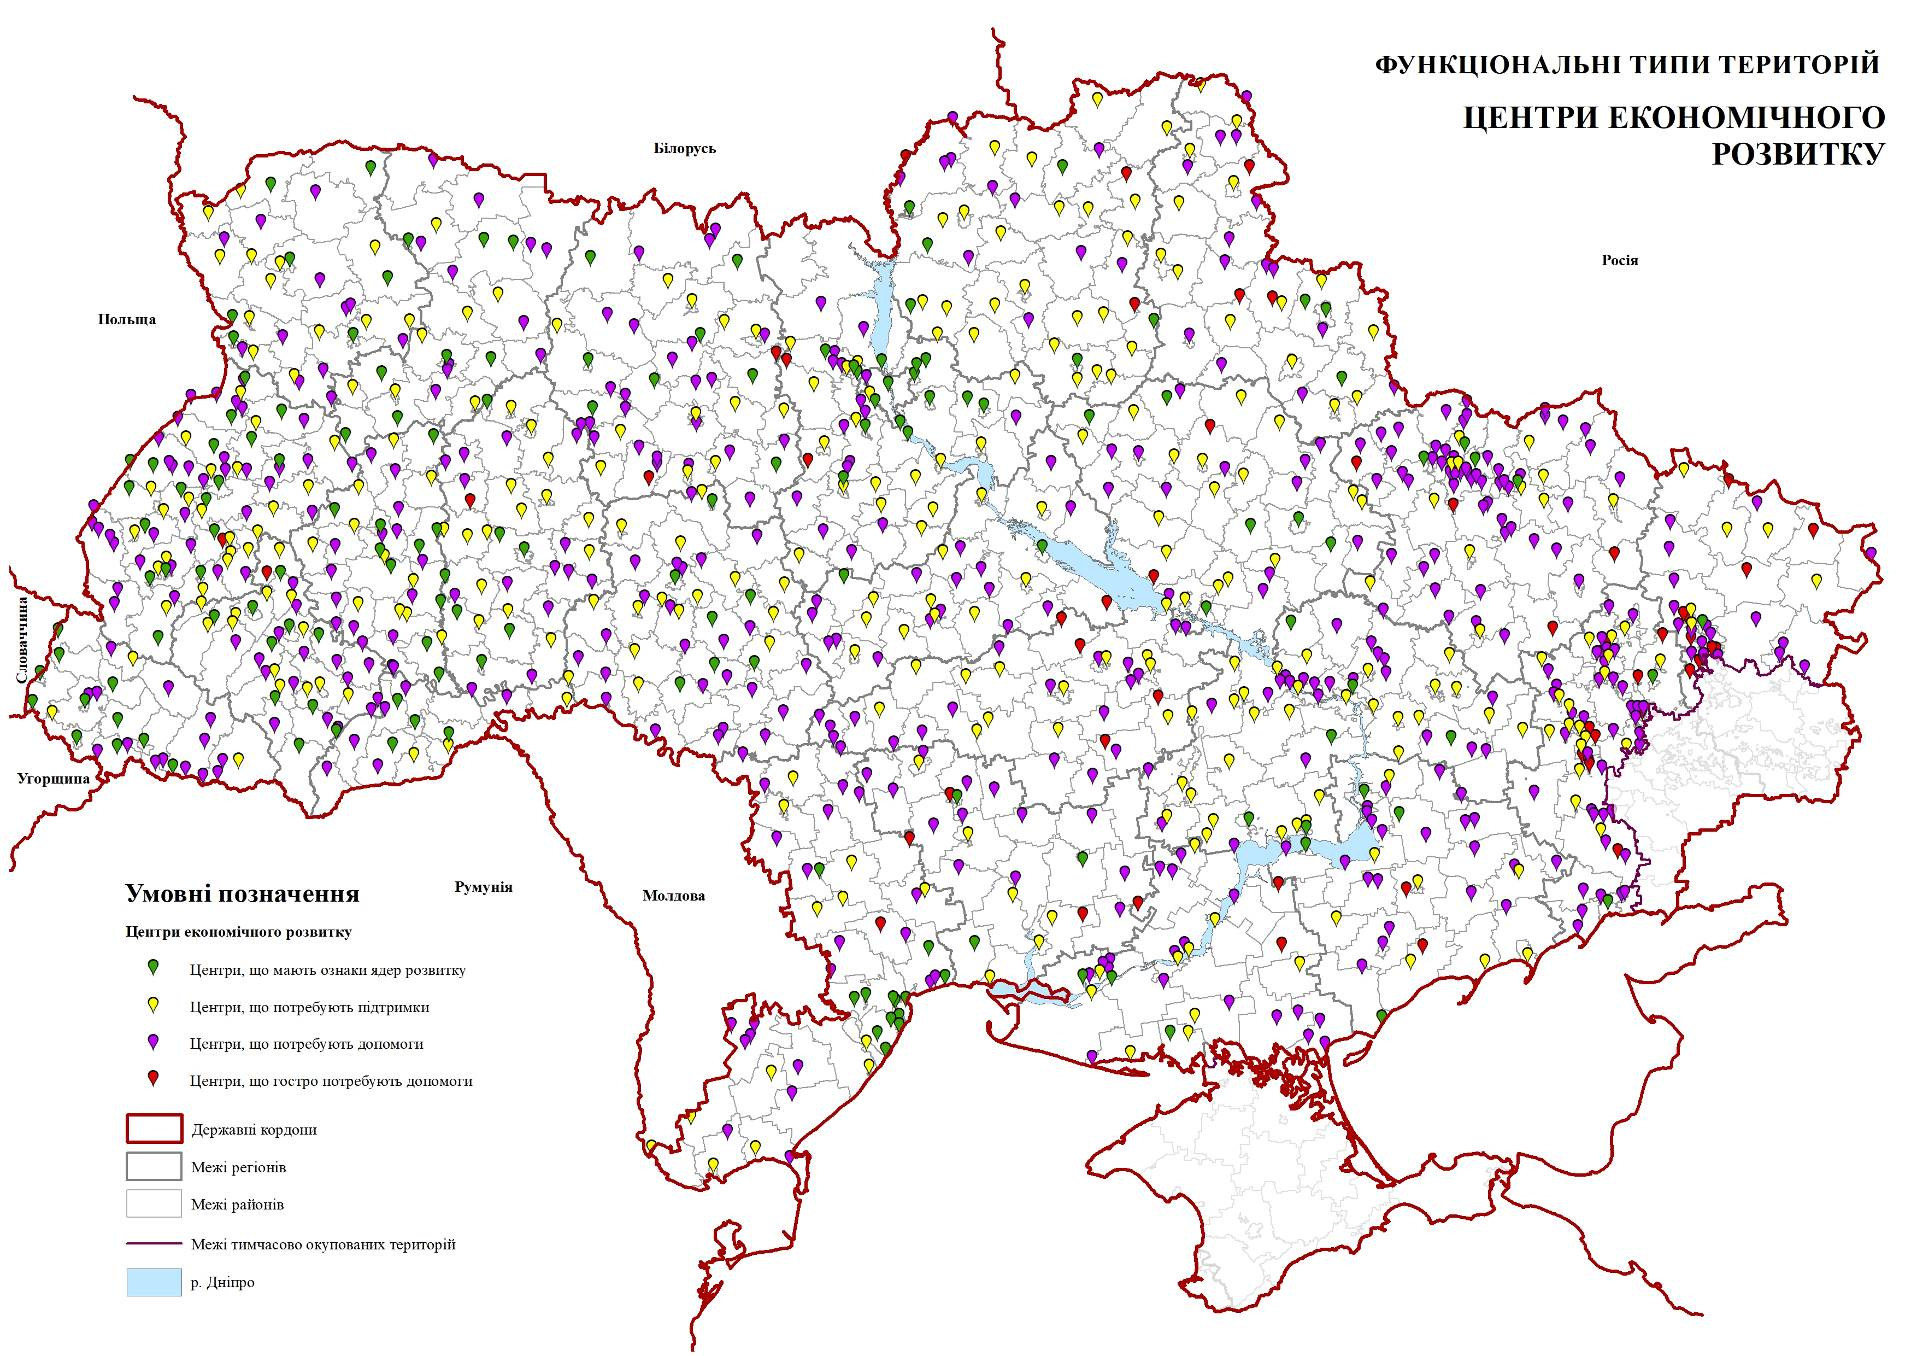 ФУНКЦІОНАЛЬНІ ТИПИ ТЕРИТОРІЙ
ЦЕНТРИ ЕКОНОМІЧНОГО
РОЗВИТКУ
Білорусь
Росія
Польща
Словаччина
Угорщина
Румунія
Молдова
Умовні позначення
Центри економічного розвитку
Центри, що мають ознаки ядер розвитку
Центри, що потребують підтримки
Центри, що потребують допомоги
Центри, що гостро потребують допомоги
Державні кордони
Межі регіонів
Межі районів
Межі тимчасово окупованих територій
р. Дніпро